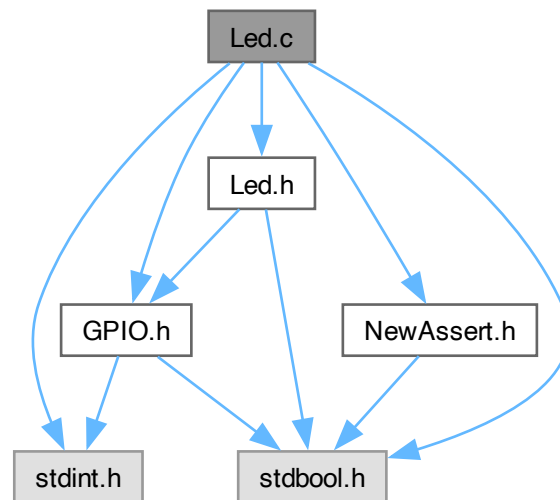 Led.c
Led.h
GPIO.h
NewAssert.h
stdint.h
stdbool.h